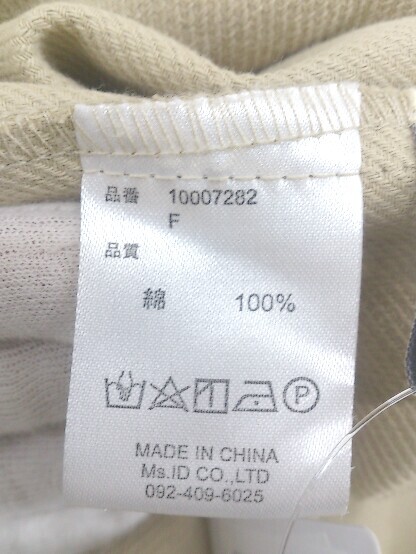 品番 10007282
F
品質
綿 100%
P
MADE IN CHINA
Ms.ID CO.,LTD
092-409-6025